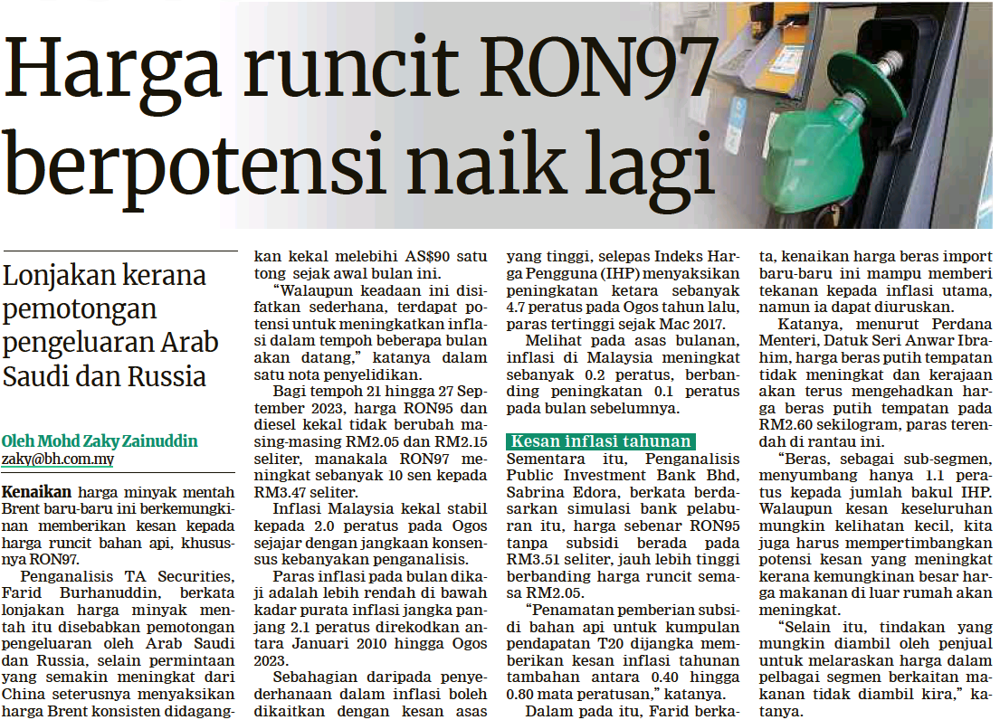 Harga runcit RON97
berpotensi naik lagi
Lonjakan kerana
pemotongan
pengeluaran Arab
Saudi dan Russia
Oleh Mohd Zaky Zainuddin
zaky@bh.com.my
Kenaikan harga minyak mentah
Brent baru-baru ini berkemungki-
nan memberikan kesan kepada
harga runcit bahan api, khusus-
nya RON97.
Penganalisis TA Securities,
Farid Burhanuddin, berkata
lonjakan harga minyak men-
tah itu disebabkan pemotongan
pengeluaran oleh Arab Saudi
dan Russia, selain permintaan
yang semakin meningkat dari
China seterusnya menyaksikan
harga Brent konsisten didagang-
kan kekal melebihi AS$90 satu
tong sejak awal bulan ini.
“Walaupun keadaan ini disi-
fatkan sederhana, terdapat po-
tensi untuk meningkatkan infla-
si dalam tempoh beberapa bulan
akan datang,” katanya dalam
satu nota penyelidikan.
Bagi tempoh 21 hingga 27 Sep-
tember 2023, harga RON95 dan
diesel kekal tidak berubah ma-
sing-masing RM2.05 dan RM2.15
seliter, manakala RON97 me-
ningkat sebanyak 10 sen kepada
RM3.47 seliter.
Inflasi Malaysia kekal stabil
kepada 2.0 peratus pada Ogos
sejajar dengan jangkaan konsen-
sus kebanyakan penganalisis.
Paras inflasi pada bulan dika-
ji adalah lebih rendah di bawah
kadar purata inflasi jangka pan-
jang 2.1 peratus direkodkan an-
tara Januari 2010 hingga Ogos
2023.
Sebahagian daripada penye-
derhanaan dalam inflasi boleh
dikaitkan dengan kesan asas
yang tinggi, selepas Indeks Har-
ga Pengguna (IHP) menyaksikan
peningkatan ketara sebanyak
4.7 peratus pada Ogos tahun lalu,
paras tertinggi sejak Mac 2017.
Melihat pada asas bulanan,
inflasi di Malaysia meningkat
sebanyak 0.2 peratus, berban-
ding peningkatan 0.1 peratus
pada bulan sebelumnya.
Kesan inflasi tahunan
Sementara itu, Penganalisis
Public Investment Bank Bhd,
Sabrina Edora, berkata berda-
sarkan simulasi bank pelabu-
ran itu, harga sebenar RON95
tanpa subsidi berada pada
RM3.51 seliter, jauh lebih tinggi
berbanding harga runcit sema-
sa RM2.05.
“Penamatan pemberian subsi-
di bahan api untuk kumpulan
pendapatan T20 dijangka mem-
berikan kesan inflasi tahunan
tambahan antara 0.40 hingga
0.80 mata peratusan,” katanya.
Dalam pada itu, Farid berka-
ta, kenaikan harga beras import
baru-baru ini mampu memberi
tekanan kepada inflasi utama,
namun ia dapat diuruskan.
Katanya, menurut Perdana
Menteri, Datuk Seri Anwar Ibra-
him, harga beras putih tempatan
tidak meningkat dan kerajaan
akan terus mengehadkan har-
ga beras putih tempatan pada
RM2.60 sekilogram, paras teren-
dah di rantau ini.
“Beras, sebagai sub-segmen,
menyumbang hanya 1.1 pera-
tus kepada jumlah bakul IHP.
Walaupun kesan keseluruhan
mungkin kelihatan kecil, kita
juga harus mempertimbangkan
potensi kesan yang meningkat
kerana kemungkinan besar har-
ga makanan di luar rumah akan
meningkat.
“Selain itu, tindakan yang
mungkin diambil oleh penjual
untuk melaraskan harga dalam
pelbagai segmen berkaitan ma-
kanan tidak diambil kira,” ka-
tanya.